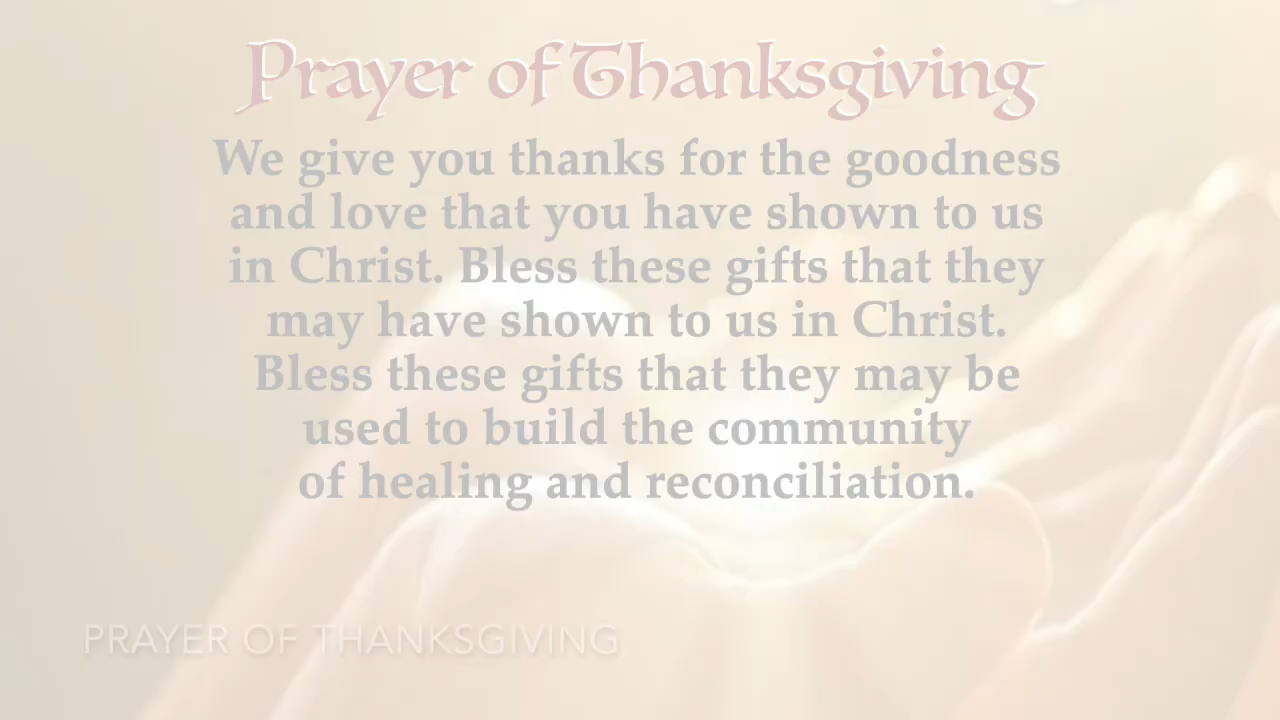 Prayer of Thanksgiving
We give you thanks for the goodness
and love that you have shown to us
in Christ. Bless these gifts that they
may have shown to us in Christ.
Bless these gifts that they may be
used to build the community
of healing and reconciliation.
PRAYER OF THANKSGIVING